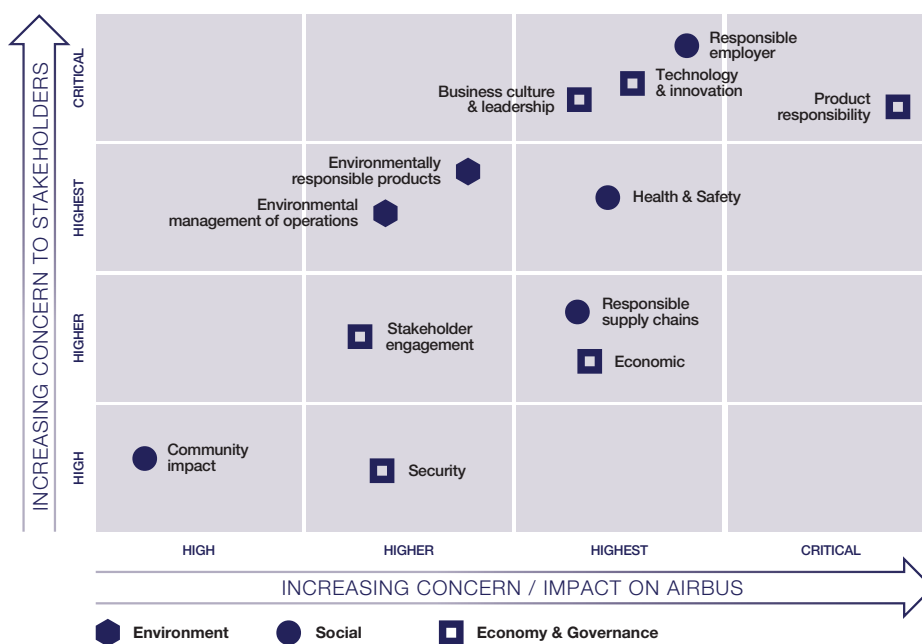 INCREASING CONCERN TO STAKEHOLDERS
CRITICAL
HIGHEST
HIGHER
HIGH
Responsible
employer
Technology
& innovation
Business culture
& leadership
Product
responsibility
Environmentally
responsible products
Environmental
management of operations
Health & Safety
Responsible
supply chains
Stakeholder
engagement
Economic
Community
impact
Security
HIGH
HIGHER
HIGHEST
CRITICAL
INCREASING CONCERN / IMPACT ON AIRBUS
Environment
Social
Economy & Governance